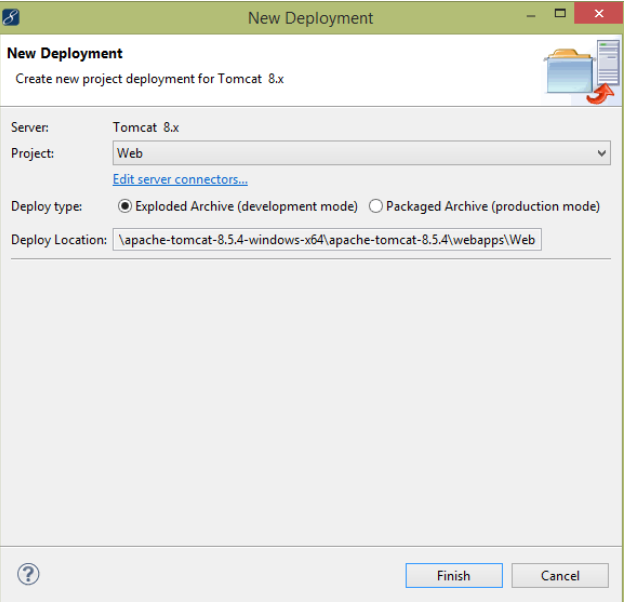 New Deployment
New Deployment
Create new project deployment for Tomcat 8.x
Server: Tomcat 8.x
Project: Web
Edit server connectors...
Deploy type: Exploded Archive (development mode) Packaged Archive (production mode)
Deploy Location: \apache-tomcat-8.5.4-windows-x64\apache-tomcat-8.5.4\webapps\Web
? Finish Cancel